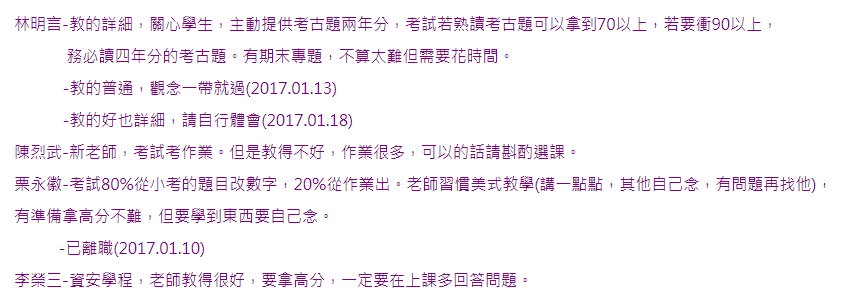 林明言-教的詳細，關心學生，主動提供考古題兩年分，考試若熟讀考古題可以拿到70以上，若要衝90以上，
務必讀四年分的考古題。有期末專題，不算太難但需要花時間。
-教的普通，觀念一帶就過(2017.01.13)
-教的好也詳細，請自行體會(2017.01.18)
陳烈武-新老師，考試考作業。但是教得不好，作業很多，可以的話請斟酌選課。
栗永徽-考試80%從小考的題目改數字，20%從作業出。老師習慣美式教學(講一點點，其他自己念，有問題再找他)，
有準備拿高分不難，但要學到東西要自己念。
-已離職(2017.01.10)
李榮三-資安學程，老師教得很好，要拿高分，一定要在上課多回答問題。